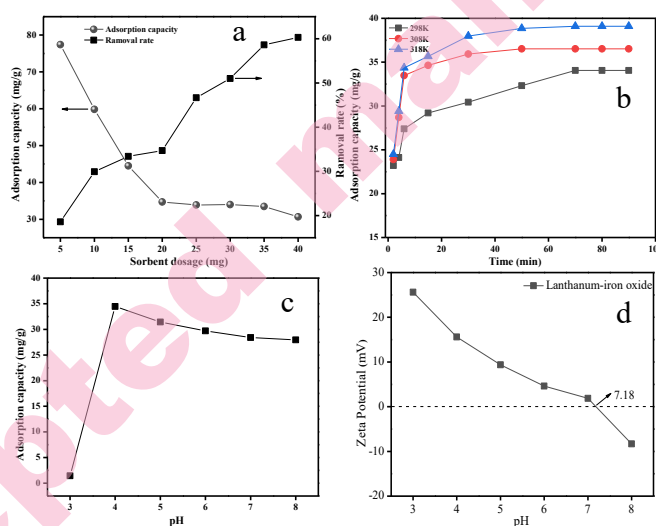 Adsorption capacity
Ramoval rate
a
Adsorption capacity (mg/g)
80
70
60
50
40
30
5 10 15 20 25 30 35 40
Sorbent dosage (mg)
60
50
40
30
20
Ramoval rate (%)
298K
308K
318K
b
Adsorption capacity (mg/g)
40
35
30
25
15
0 20 40 60 80
Time (min)
c
Adsorption capacity (mg/g)
40
35
30
25
20
15
10
5
0
3 4 5 6 7 8
pH
Lanthanum-iron oxide
d
Zeta Potential (mV)
30
20
10
0
-10
-20
7.18
3 4 5 6 7 8
pH
pted man